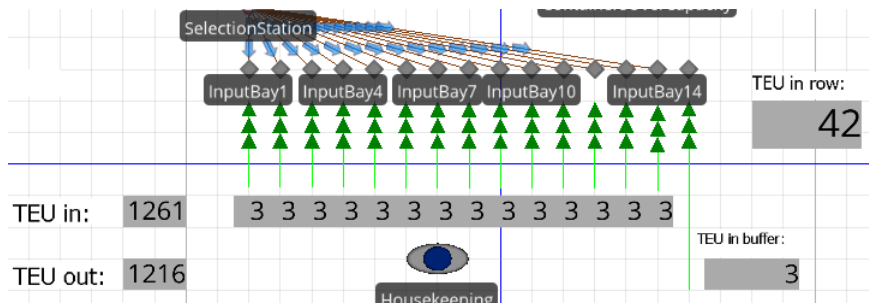 SelectionStation
InputBay1 InputBay4 InputBay7 InputBay10 InputBay14
TEU in row:
42
TEU in: 1261 3 3 3 3 3 3 3 3 3 3 3 3 3 3
TEU in buffer:
TEU out: 1216 3
Housekeeping